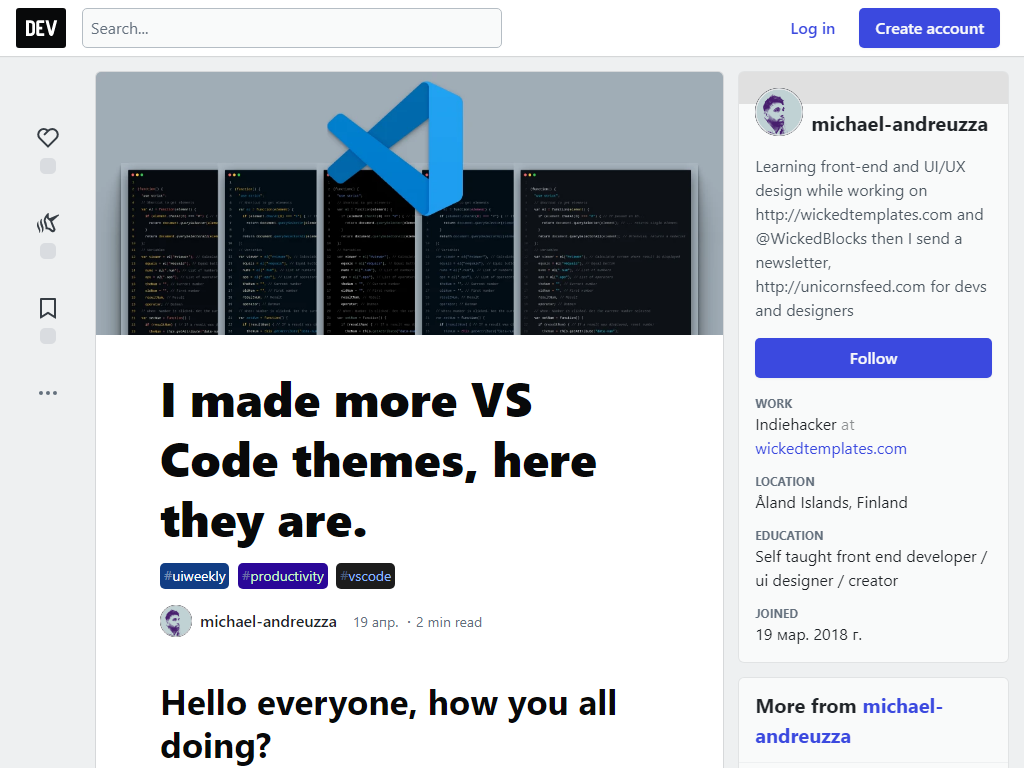 DEV
Search...
Log in
Create account
I made more VS
Code themes, here
they are.
#uiweekly #productivity #vscode
michael-andreuzza 19 апр. · 2 min read
Hello everyone, how you all
doing?
michael-andreuzza
Learning front-end and UI/UX
design while working on
http://wickedtemplates.com and
@WickedBlocks then I send a
newsletter,
http://unicornsfeed.com for devs
and designers
Follow
WORK
Indiehacker at
wickedtemplates.com
LOCATION
Åland Islands, Finland
EDUCATION
Self taught front end developer /
ui designer / creator
JOINED
19 мар. 2018 г.
More from michael-
andreuzza